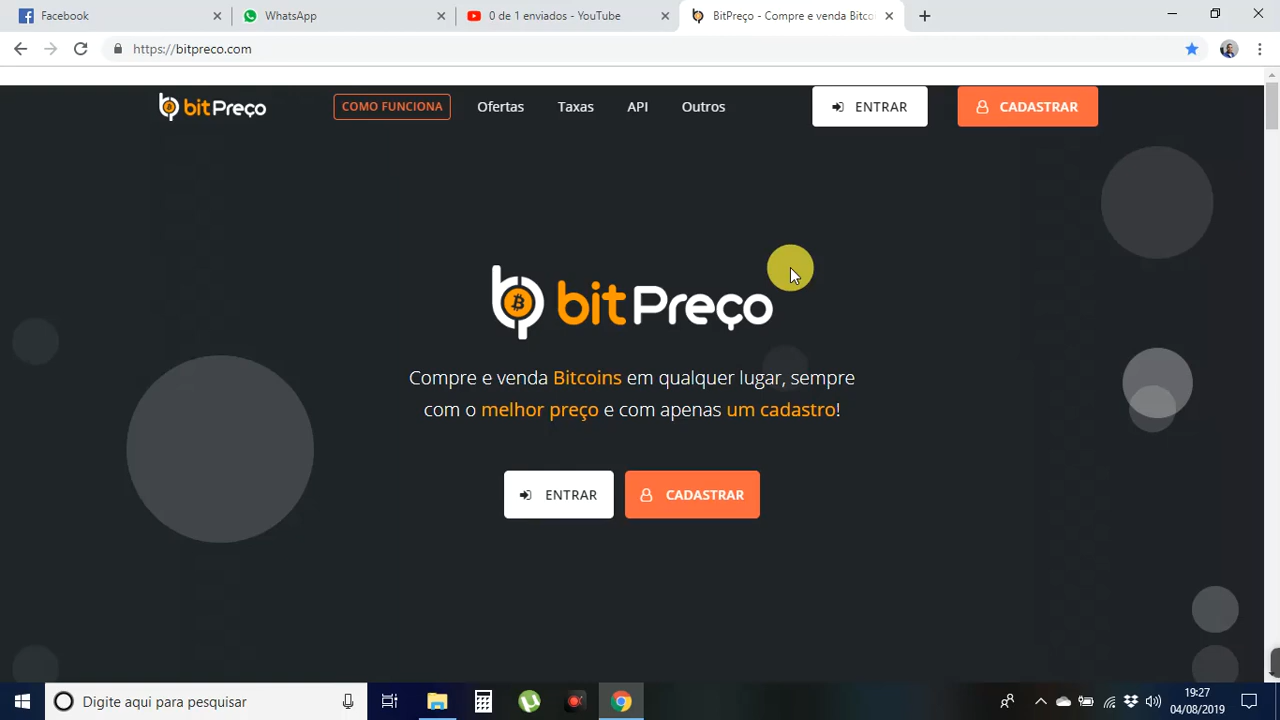 Facebook
WhatsApp
0 de 1 enviados - YouTube
BitPreço - Compre e venda Bitco
https://bitpreco.com
bitPreço
COMO FUNCIONA
Ofertas
Taxas
API
Outros
ENTRAR
CADASTRAR
bitPreço
Compre e venda Bitcoins em qualquer lugar, sempre
com o melhor preço e com apenas um cadastro!
ENTRAR
CADASTRAR
Digite aqui para pesquisar
19:27
04/08/2019